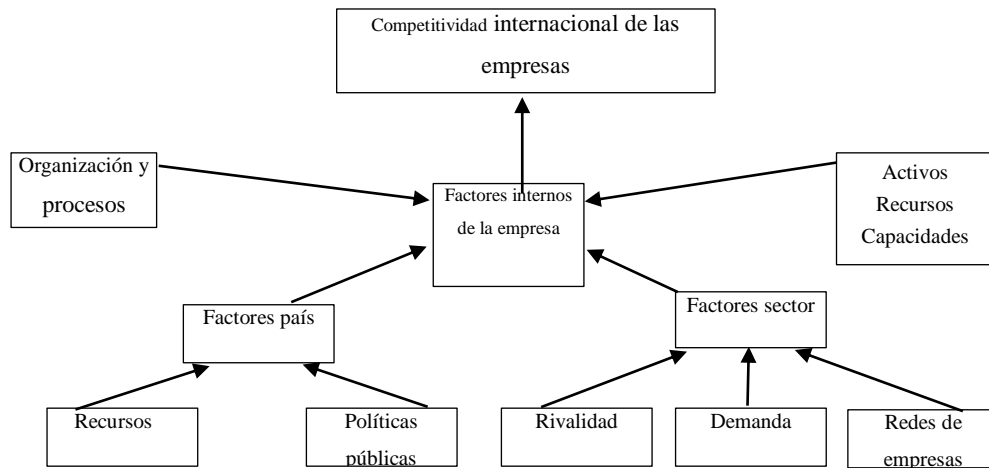 Competitividad internacional de las
empresas
Organización y
procesos
Factores internos
de la empresa
Activos
Recursos
Capacidades
Factores país
Factores sector
Recursos
Políticas
públicas
Rivalidad
Demanda
Redes de
empresas